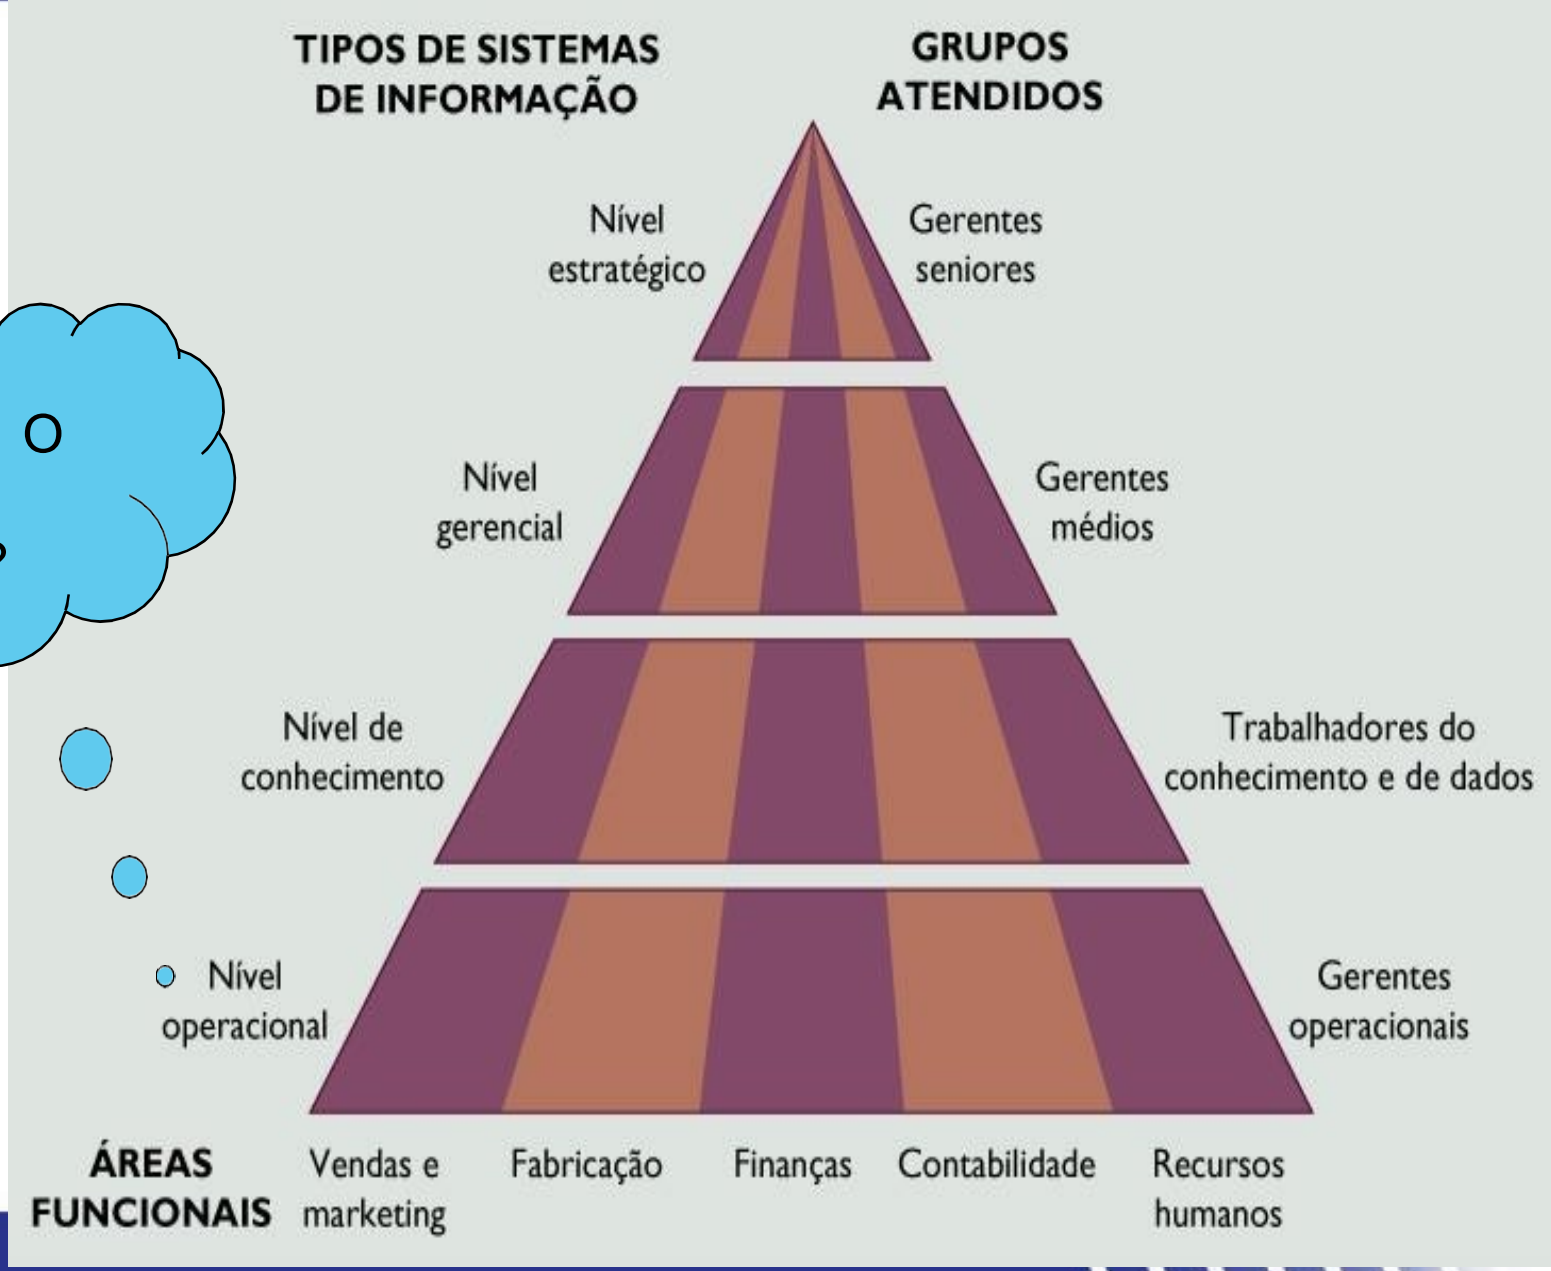 TIPOS DE SISTEMAS
DE INFORMAÇÃO
GRUPOS
ATENDIDOS
Nível
estratégico
Gerentes
seniores
O
Nível
gerencial
Gerentes
médios
Nível de
conhecimento
Trabalhadores do
conhecimento e de dados
Nível
operacional
Gerentes
operacionais
ÁREAS
FUNCIONAIS
Vendas e
marketing
Fabricação
Finanças
Contabilidade
Recursos
humanos